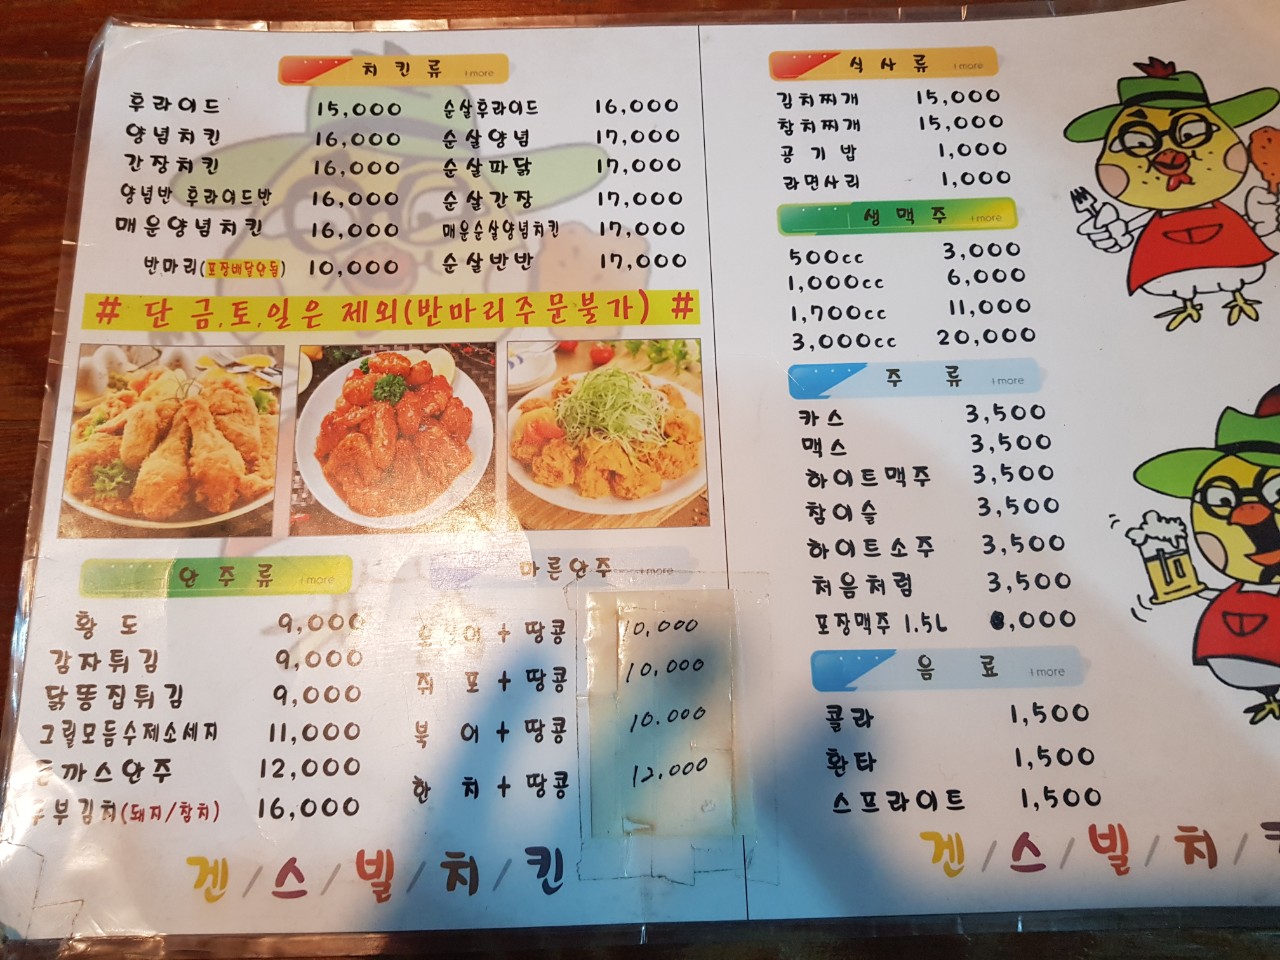 치킨류 +more
후라이드 15,000
양념치킨 16,000
간장치킨 16,000
양념반 후라이드반 16,000
매운양념치킨 16,000
반마리(포장배달안됨) 10,000
순살후라이드 16,000
순살양념 17,000
순살파닭 17,000
순살간장 17,000
매운순살양념치킨 17,000
순살반반 17,000
# 단 금,토,일은 제외(반마리주문불가) #
안주류 +more
황도 9,000
감자튀김 9,000
닭똥집튀김 9,000
그릴모듬수제소세지 11,000
까스안주 12,000
부김치(돼지/참치) 16,000
마른안주 +more
+ 땅콩 10,000
쥐포 + 땅콩 10,000
북어 + 땅콩 10.000
한치 + 땅콩 12,000
겐/스/빌/치/킨
식사류 +more
김치찌개 15,000
참치찌개 15,000
공기밥 1,000
라면사리 1,000
생맥주 +more
500cc 3,000
1,000cc 6,000
1,700cc 11,000
3,000cc 20,000
주류 +more
카스 3,500
맥스 3,500
하이트맥주 3,500
참이슬 3,500
하이트소주 3,500
처음처럼 3,500
포장맥주 1.5L
음료 +more
콜라 1,500
환타 1,500
스프라이트 1,500
겐/스/빌/치/